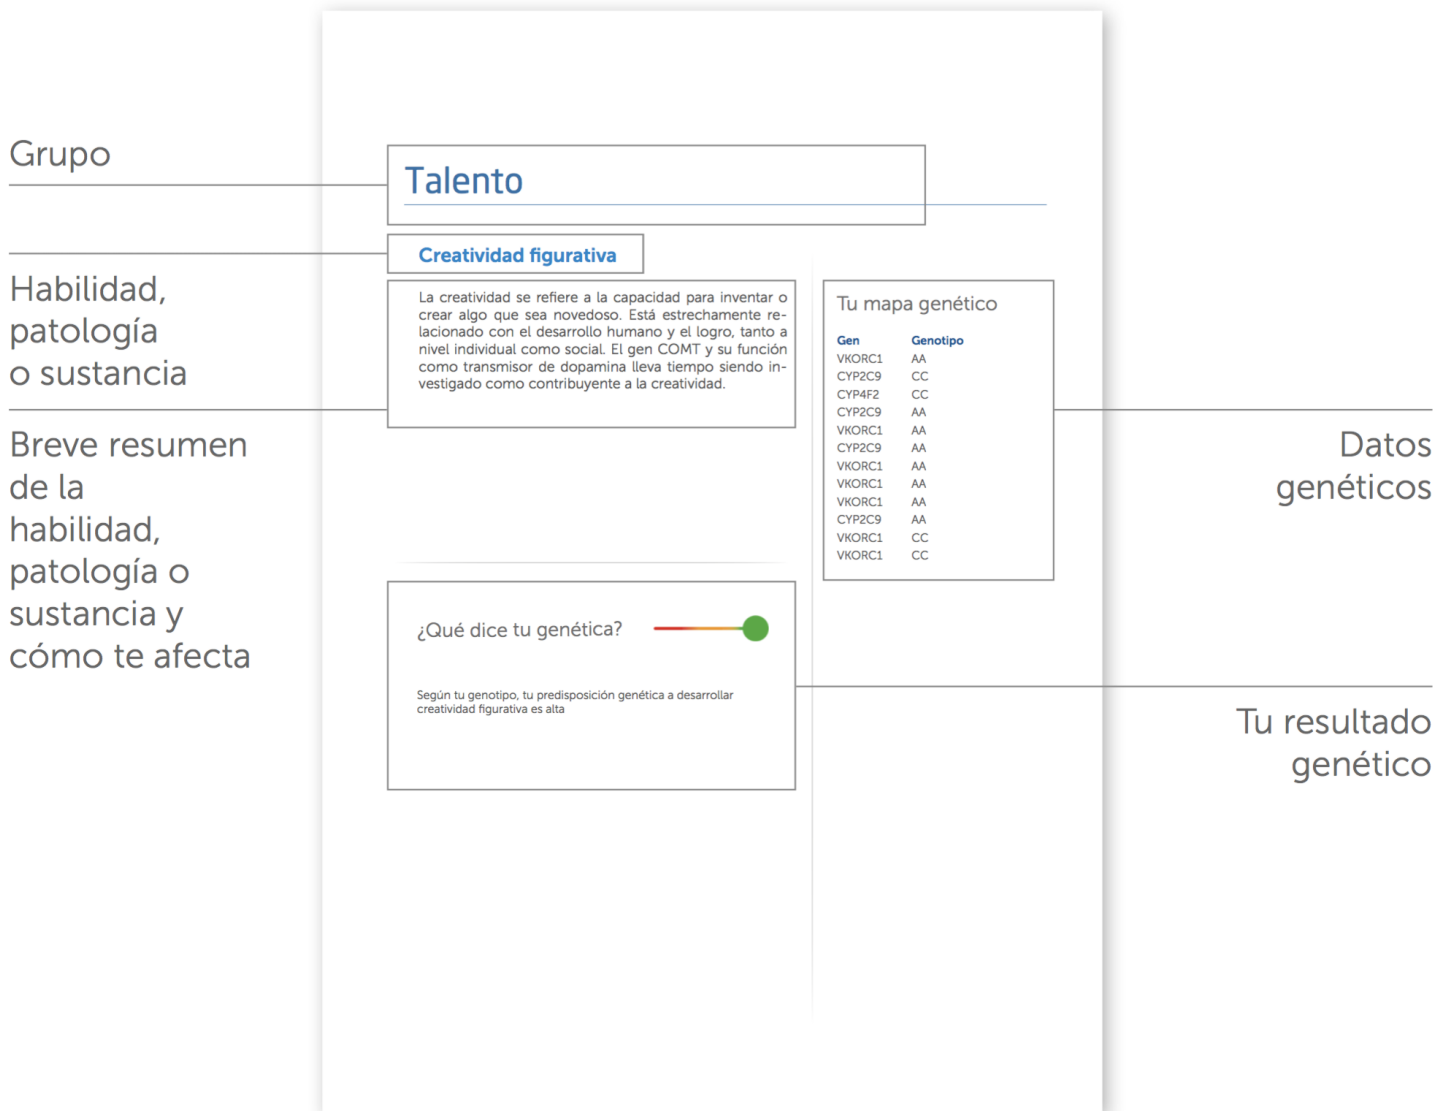 Grupo
Talento
Creatividad figurativa
Habilidad,
patología
o sustancia
La creatividad se refiere a la capacidad para inventar o
crear algo que sea novedoso. Está estrechamente re-
lacionado con el desarrollo humano y el logro, tanto a
nivel individual como social. El gen COMT y su función
como transmisor de dopamina lleva tiempo siendo in-
vestigado como contribuyente a la creatividad.
Breve resumen
de la
habilidad,
patología o
sustancia y
cómo te afecta
Tu mapa genético
Gen Genotipo
VKORC1 AA
CYP2C9 CC
CYP4F2 CC
CYP2C9 AA
VKORC1 AA
CYP2C9 AA
VKORC1 AA
VKORC1 AA
VKORC1 AA
CYP2C9 AA
VKORC1 CC
VKORC1 CC
Datos
genéticos
¿Qué dice tu genética?
Según tu genotipo, tu predisposición genética a desarrollar
creatividad figurativa es alta
Tu resultado
genético